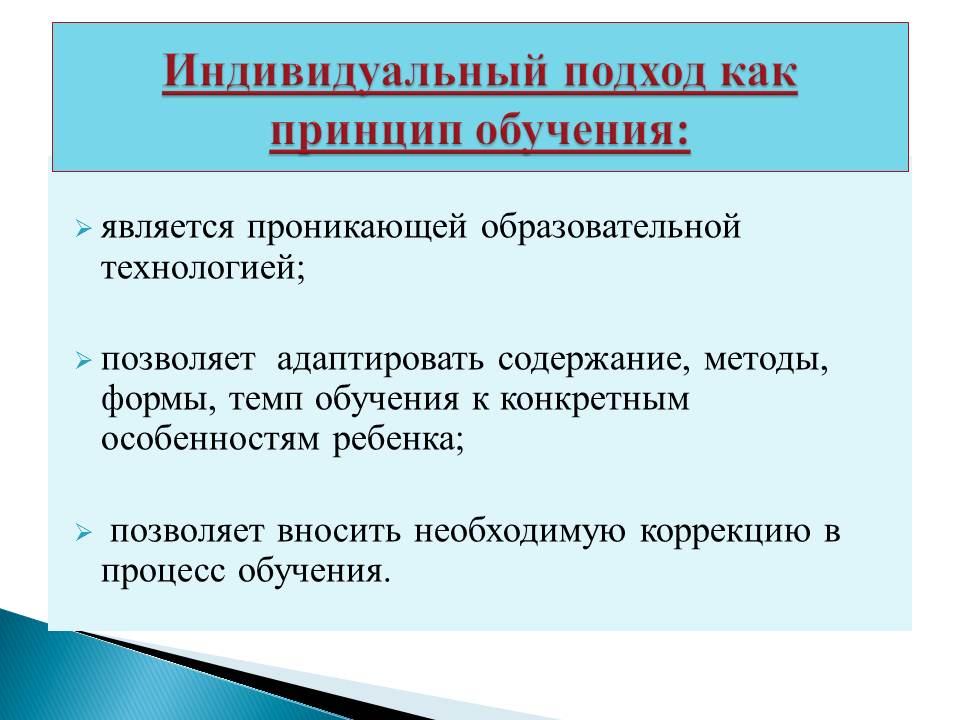 Индивидуальный подход как
принцип обучения:
является проникающей образовательной
технологией;
позволяет  адаптировать содержание, методы,
формы, темп обучения к конкретным
особенностям ребенка;
позволяет вносить необходимую коррекцию в
процесс обучения.